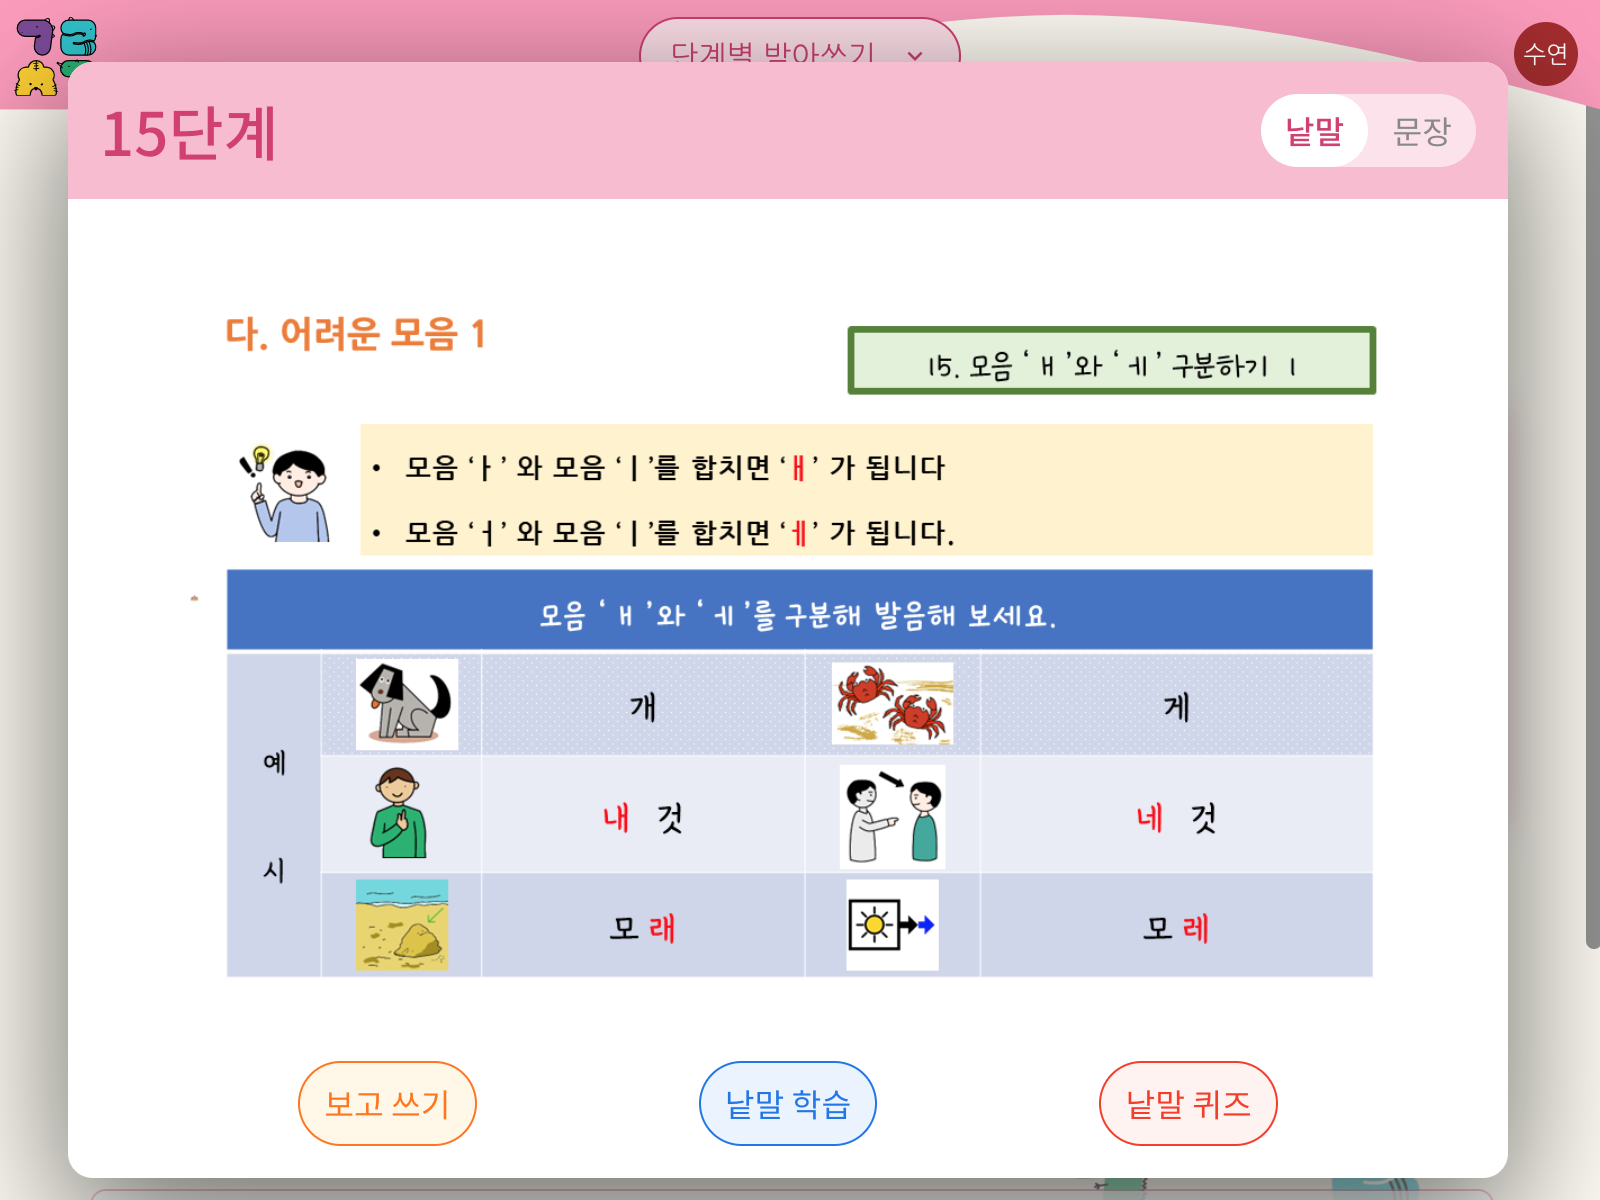 단계별 받아쓰기
수연
15단계
낱말 문장
다. 어려운 모음 1
15. 모음 ‘ ㅐ ’와 ‘ ㅔ ’ 구분하기 1
• 모음 ‘ㅏ’ 와 모음 ‘ㅣ’를 합치면 ‘ㅐ’ 가 됩니다
• 모음 ‘ㅓ’ 와 모음 ‘ㅣ’를 합치면 ‘ㅔ’ 가 됩니다.
모음 ‘ ㅐ ’와 ‘ ㅔ ’를 구분해 발음해 보세요.
예 시
개 게
내 것 네 것
모 래 모 레
보고 쓰기 낱말 학습 낱말 퀴즈